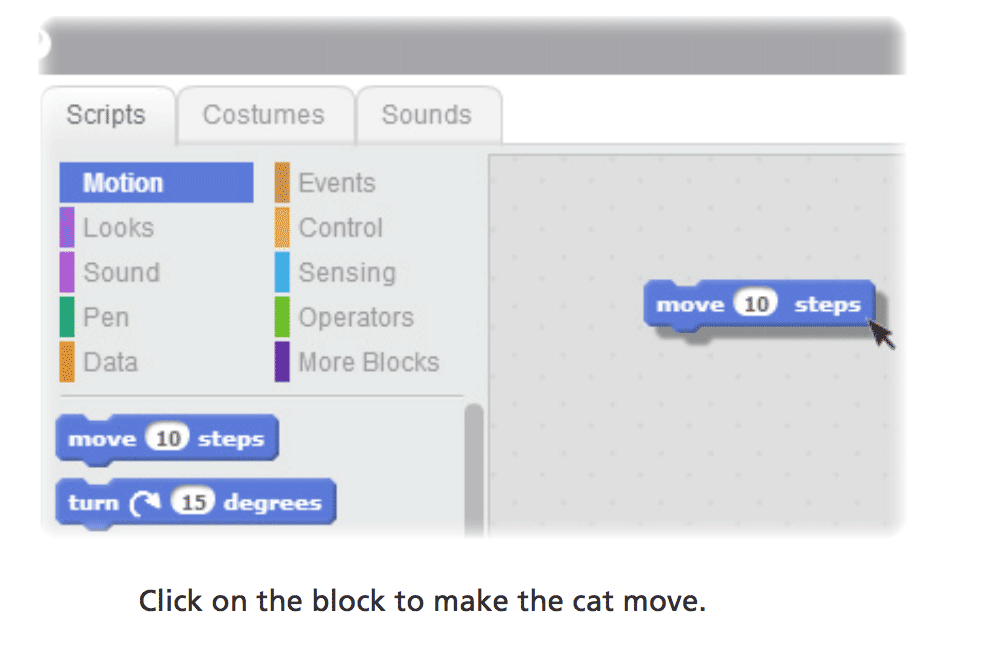 Scripts Costumes Sounds
Motion Events
Looks Control
Sound Sensing
Pen Operators
Data More Blocks
move 10 steps
move 10 steps
turn 15 degrees
Click on the block to make the cat move.